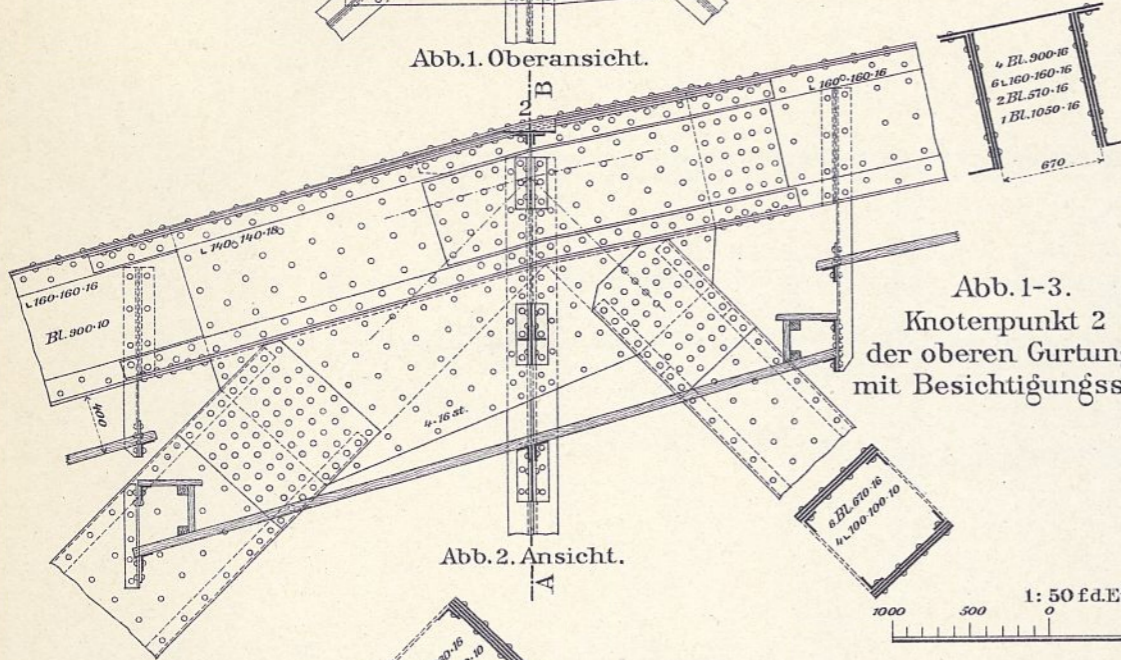 Abb.1. Oberansicht.
B
2
4 Bl. 900·16
6 ∟ 160·160·16
2 Bl. 570·16
1 Bl. 1050·16
670
∟ 160·160·16
∟ 140·140·18
∟ 160·160·16
Bl. 900·10
400
4·16 st.
Abb. 1-3.
Knotenpunkt 2
der oberen Gurtun
mit Besichtigungss
6 Bl. 670·16
4 ∟ 100·100·10
Abb. 2. Ansicht.
A
1: 50 f.d.E
1000 500 0